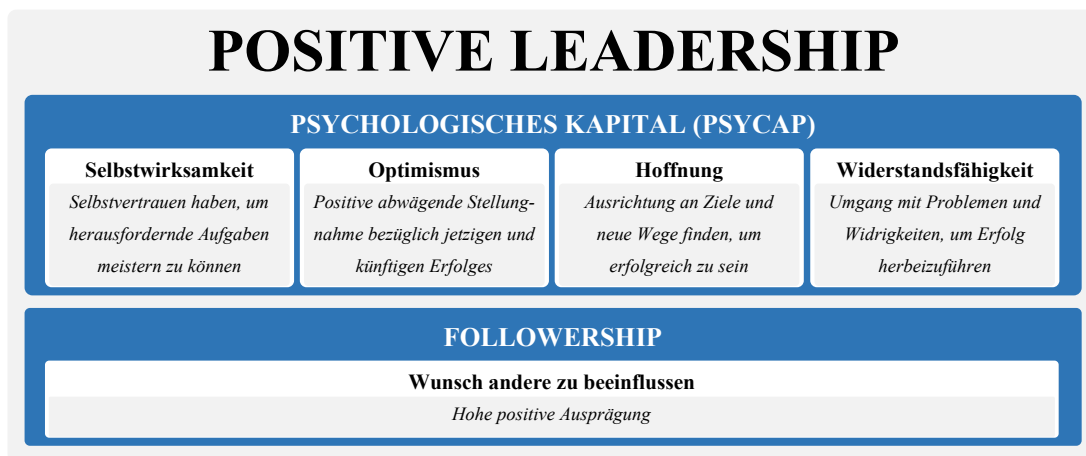 POSITIVE LEADERSHIP
PSYCHOLOGISCHES KAPITAL (PSYCAP)
Selbstwirksamkeit
Selbstvertrauen haben, um
herausfordernde Aufgaben
meistern zu können
Optimismus
Positive abwägende Stellung-
nahme bezüglich jetzigen und
künftigen Erfolges
Hoffnung
Ausrichtung an Ziele und
neue Wege finden, um
erfolgreich zu sein
Widerstandsfähigkeit
Umgang mit Problemen und
Widrigkeiten, um Erfolg
herbeizuführen
FOLLOWERSHIP
Wunsch andere zu beeinflussen
Hohe positive Ausprägung